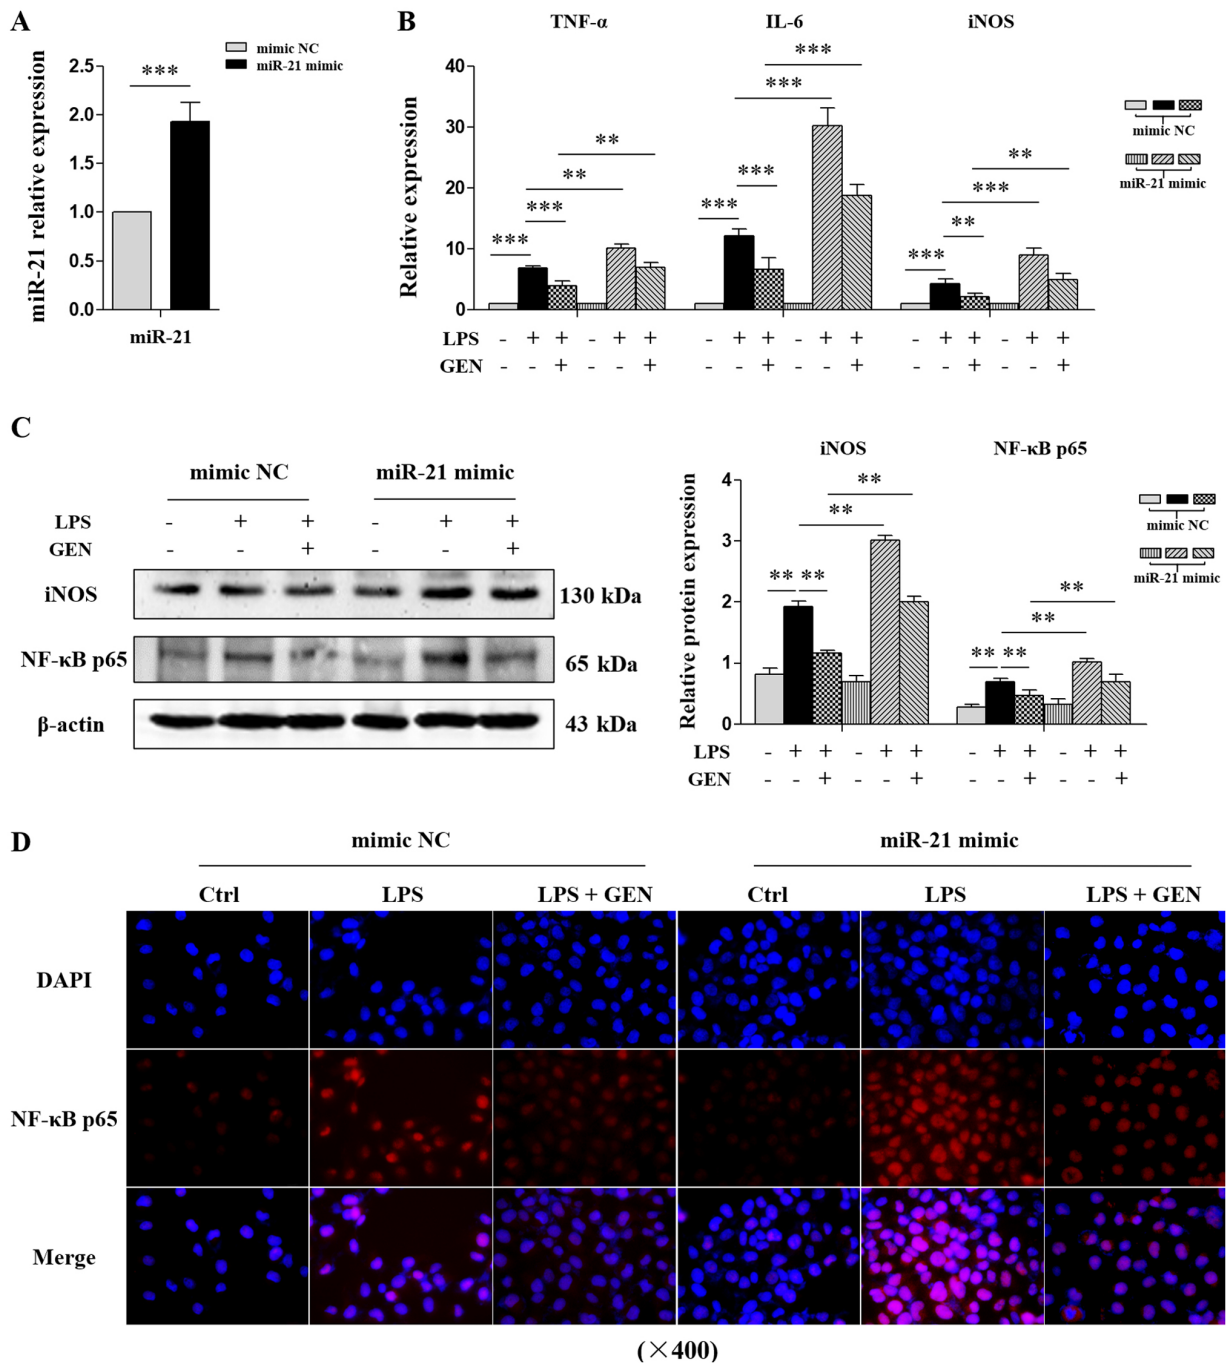 A
mimic NC
miR-21 mimic
miR-21 relative expression
2.5
2.0
1.5
1.0
0.5
0.0
***
miR-21
B
TNF-α IL-6 iNOS
Relative expression
40
30
20
10
0
*** *** ** **
*** *** *** ***
*** ** *** **
mimic NC
miR-21 mimic
LPS - + + - + + - + + - + + - + + - + +
GEN - - + - - + - - + - - + - - + - - +
C
mimic NC miR-21 mimic
LPS - + + - + +
GEN - - + - - +
iNOS 130 kDa
NF-κB p65 65 kDa
β-actin 43 kDa
iNOS NF-κB p65
Relative protein expression
4
3
2
1
0
** ** ** **
** ** ** **
mimic NC
miR-21 mimic
LPS - + + - + + - + + - + +
GEN - - + - - + - - + - - +
D
mimic NC miR-21 mimic
Ctrl LPS LPS + GEN Ctrl LPS LPS + GEN
DAPI
NF-κB p65
Merge
(×400)